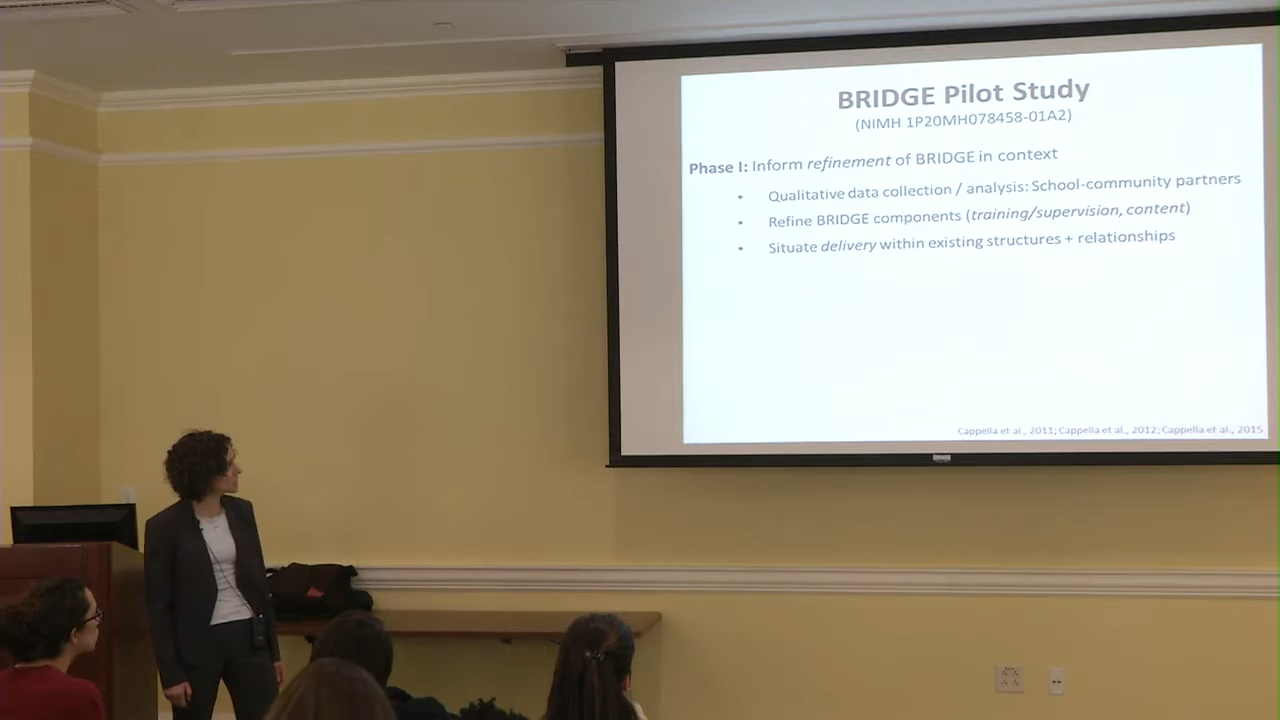 BRIDGE Pilot Study
(NIMH 1P20MH078458-01A2)
Phase I: Inform refinement of BRIDGE in context
• Qualitative data collection / analysis: School-community partners
• Refine BRIDGE components (training/supervision, content)
• Situate delivery within existing structures + relationships
Cappella et al., 2011; Cappella et al., 2012; Cappella et al., 2015